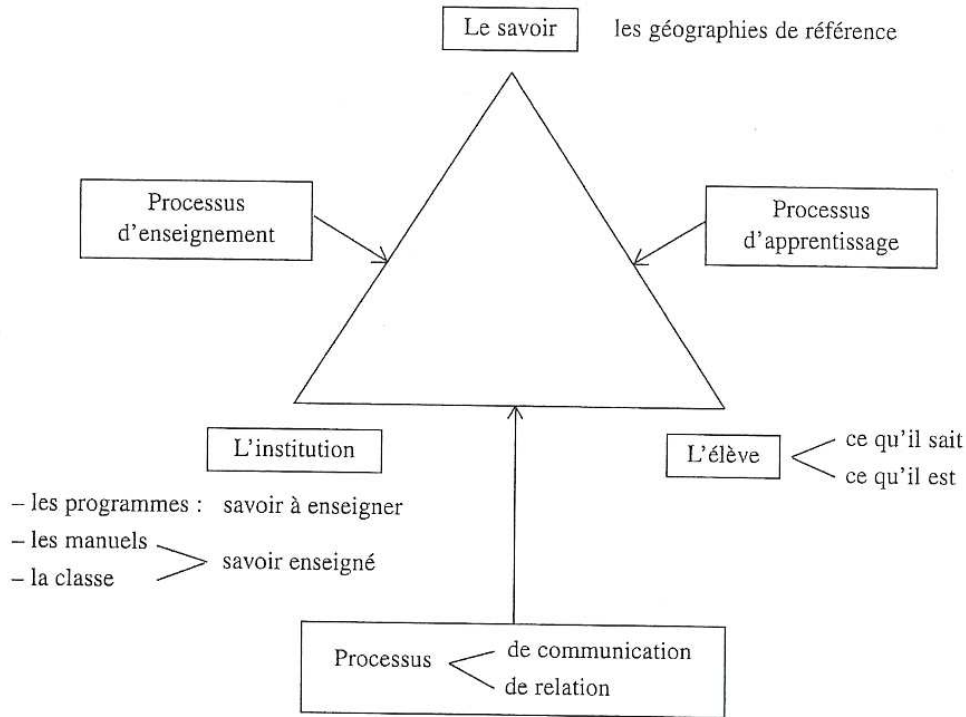 Le savoir les géographies de référence
Processus
d'enseignement
Processus
d'apprentissage
L'institution
– les programmes : savoir à enseigner
– les manuels
– la classe
savoir enseigné
L'élève
ce qu'il sait
ce qu'il est
Processus
de communication
de relation